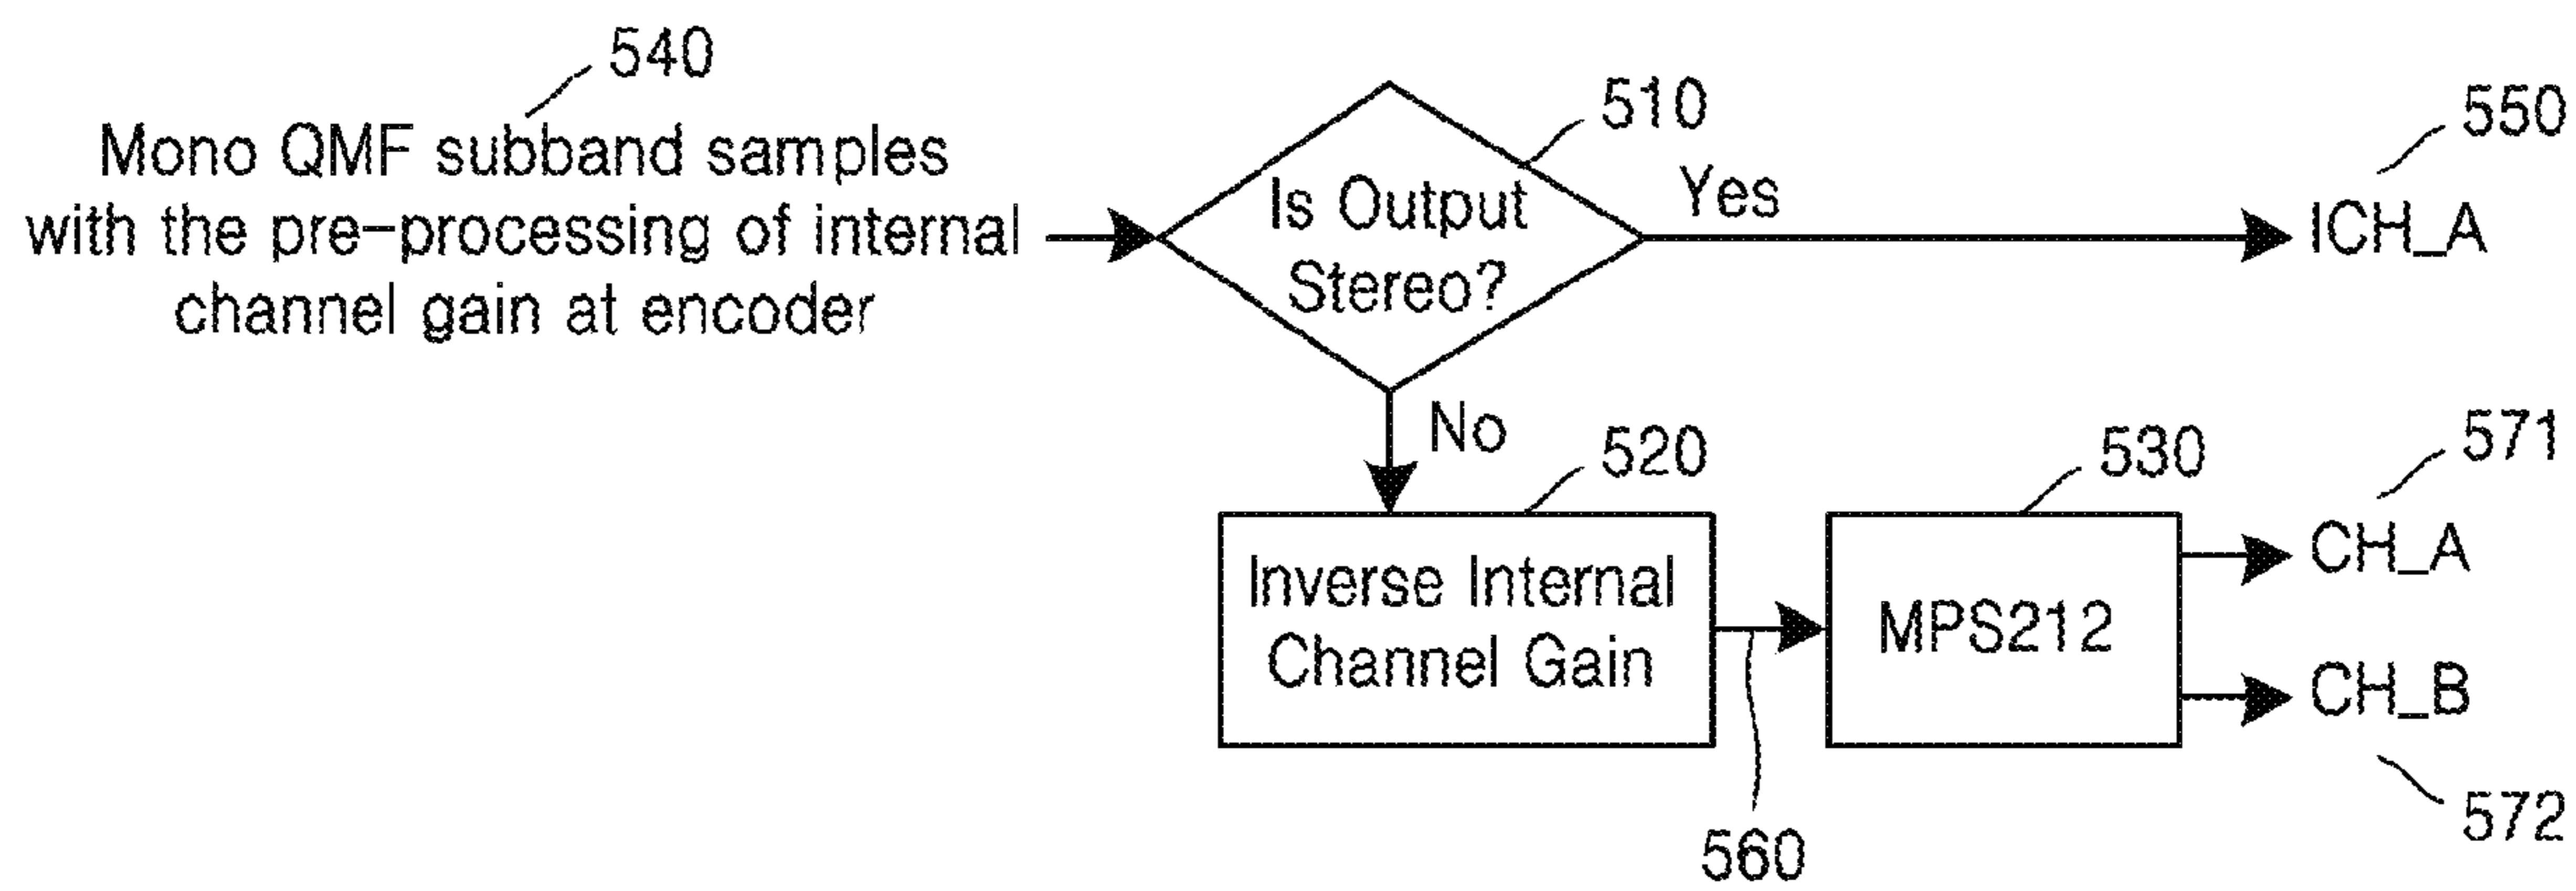 540
Mono QMF subband samples
with the pre-processing of internal
channel gain at encoder
510
Is Output
Stereo?
Yes
550
ICH_A
No
520
Inverse Internal
Channel Gain
560
530
MPS212
571
CH_A
CH_B
572